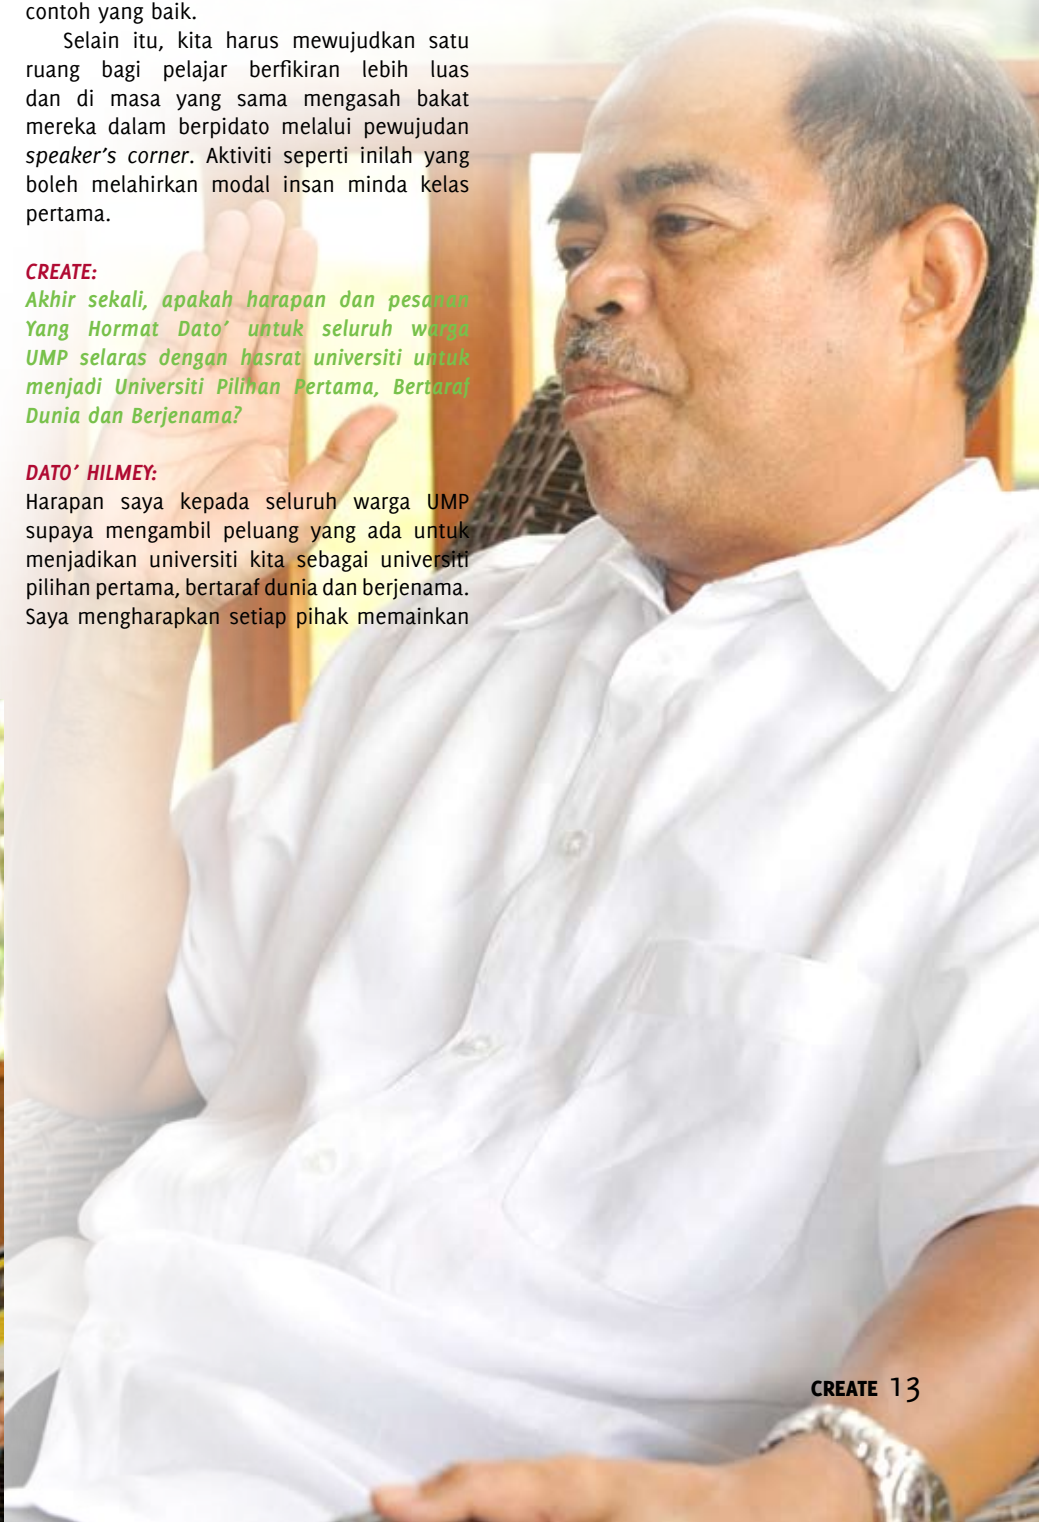 contoh yang baik.
Selain itu, kita harus mewujudkan satu
ruang bagi pelajar berfikiran lebih luas
dan di masa yang sama mengasah bakat
mereka dalam berpidato melalui pewujudan
speaker’s corner. Aktiviti seperti inilah yang
boleh melahirkan modal insan minda kelas
pertama.
CREATE:
Akhir sekali, apakah harapan dan pesanan
Yang Hormat Dato’ untuk seluruh warga
UMP selaras dengan hasrat universiti untuk
menjadi Universiti Pilihan Pertama, Bertaraf
Dunia dan Berjenama?
DATO’ HILMEY:
Harapan saya kepada seluruh warga UMP
supaya mengambil peluang yang ada untuk
menjadikan universiti kita sebagai universiti
pilihan pertama, bertaraf dunia dan berjenama.
Saya mengharapkan setiap pihak memainkan
CREATE 13